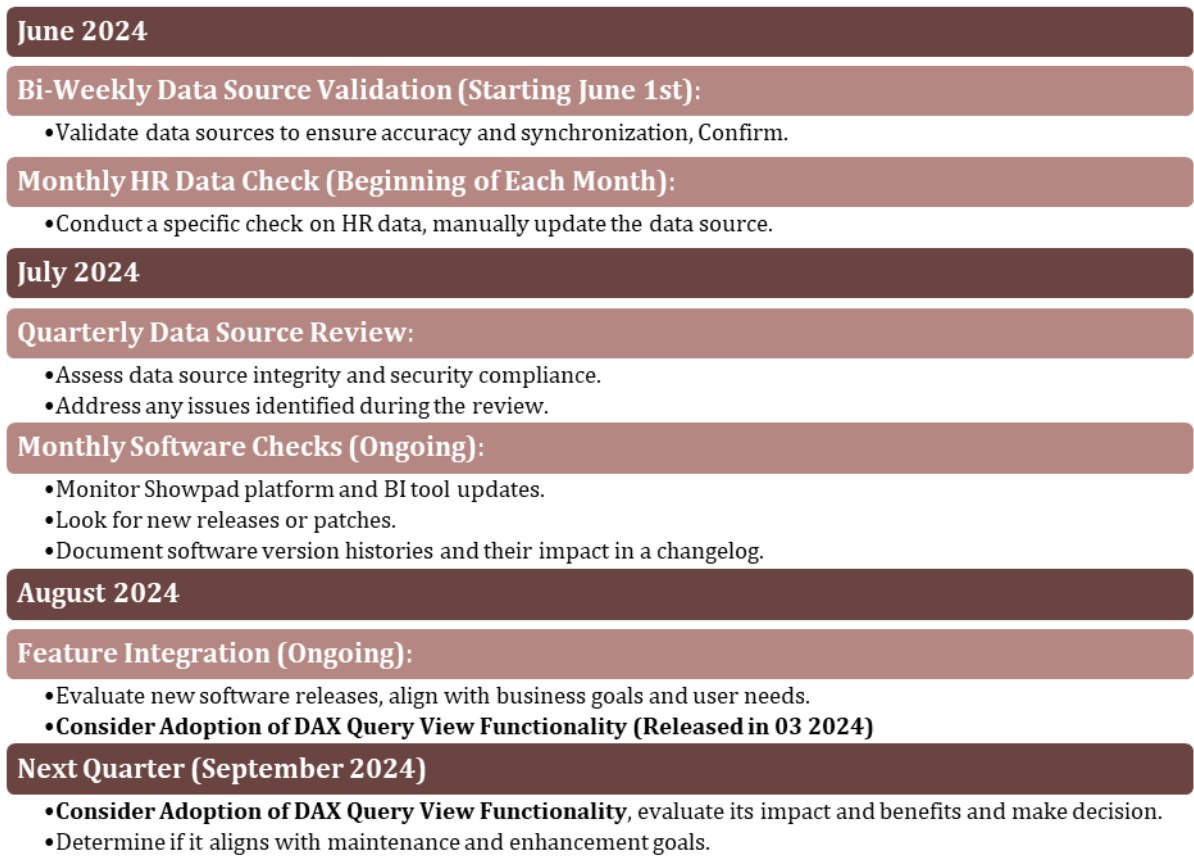 June 2024
Bi-Weekly Data Source Validation (Starting June 1st):
•Validate data sources to ensure accuracy and synchronization, Confirm.
Monthly HR Data Check (Beginning of Each Month):
•Conduct a specific check on HR data, manually update the data source.
July 2024
Quarterly Data Source Review:
•Assess data source integrity and security compliance.
•Address any issues identified during the review.
Monthly Software Checks (Ongoing):
•Monitor Showpad platform and BI tool updates.
•Look for new releases or patches.
•Document software version histories and their impact in a changelog.
August 2024
Feature Integration (Ongoing):
•Evaluate new software releases, align with business goals and user needs.
•Consider Adoption of DAX Query View Functionality (Released in 03 2024)
Next Quarter (September 2024)
•Consider Adoption of DAX Query View Functionality, evaluate its impact and benefits and make decision.
•Determine if it aligns with maintenance and enhancement goals.